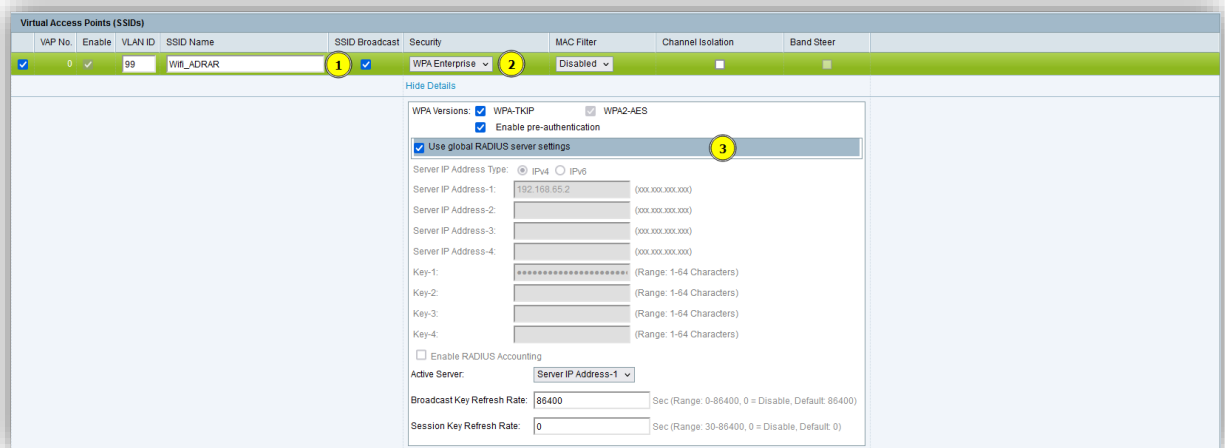 Virtual Access Points (SSIDs)
VAP No. Enable VLAN ID SSID Name SSID Broadcast Security MAC Filter Channel Isolation Band Steer
0 99 Wifi_ADRAR 1 WPA Enterprise 2 Disabled
Hide Details
WPA Versions: WPA-TKIP WPA2-AES
Enable pre-authentication
Use global RADIUS server settings 3
Server IP Address Type: IPv4 IPv6
Server IP Address-1: 192.168.65.2 (xxx.xxx.xxx.xxx)
Server IP Address-2: (xxx.xxx.xxx.xxx)
Server IP Address-3: (xxx.xxx.xxx.xxx)
Server IP Address-4: (xxx.xxx.xxx.xxx)
Key-1: (Range: 1-64 Characters)
Key-2: (Range: 1-64 Characters)
Key-3: (Range: 1-64 Characters)
Key-4: (Range: 1-64 Characters)
Enable RADIUS Accounting
Active Server: Server IP Address-1
Broadcast Key Refresh Rate: 86400 Sec (Range: 0-86400, 0 = Disable, Default: 86400)
Session Key Refresh Rate: 0 Sec (Range: 30-86400, 0 = Disable, Default: 0)